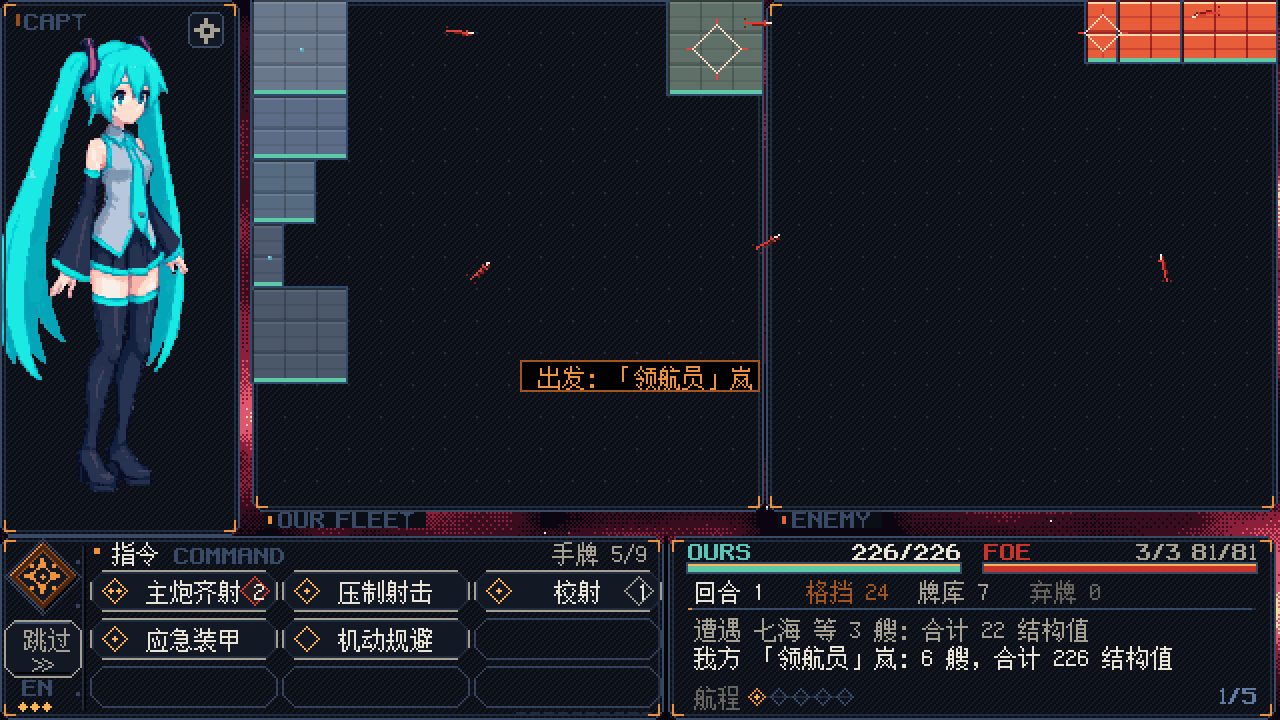 CAPT
出发: 「领航员」岚
OUR FLEET
ENEMY
指令 COMMAND 手牌 5/9
主炮齐射 2 压制射击 校射 1
应急装甲 机动规避
跳过
EN
OURS 226/226 FOE 3/3 81/81
回合 1 格挡 24 牌库 7 弃牌 0
遭遇 七海 等 3 艘: 合计 22 结构值
我方 「领航员」岚: 6 艘, 合计 226 结构值
航程 1/5